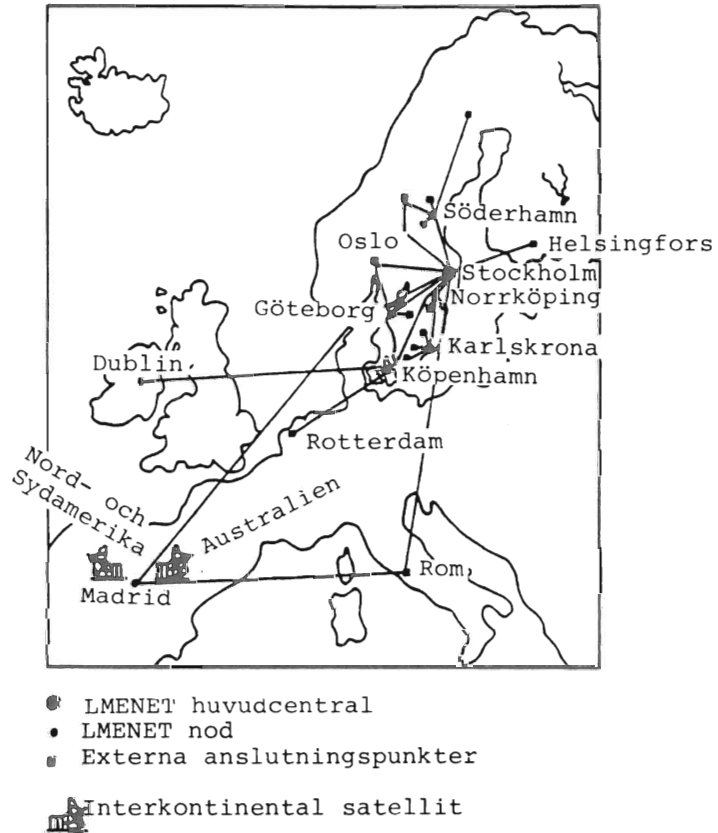 Söderhamn
Oslo
Helsingfors
Stockholm
Göteborg
Norrköping
Karlskrona
Dublin
Köpenhamn
Rotterdam
Nord- och
Sydamerika
Australien
Rom
Madrid
LMENET huvudcentral
LMENET nod
Externa anslutningspunkter
Interkontinental satellit